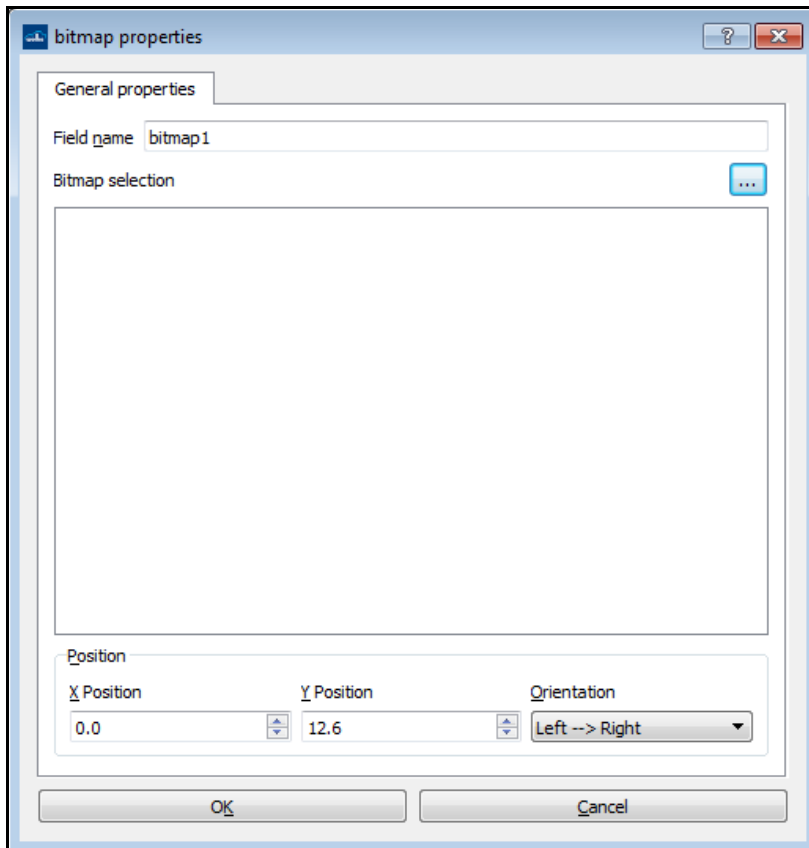 bitmap properties
General properties
Field name bitmap1
Bitmap selection ...
Position
X Position Y Position Orientation
0.0 12.6 Left --> Right
OK Cancel